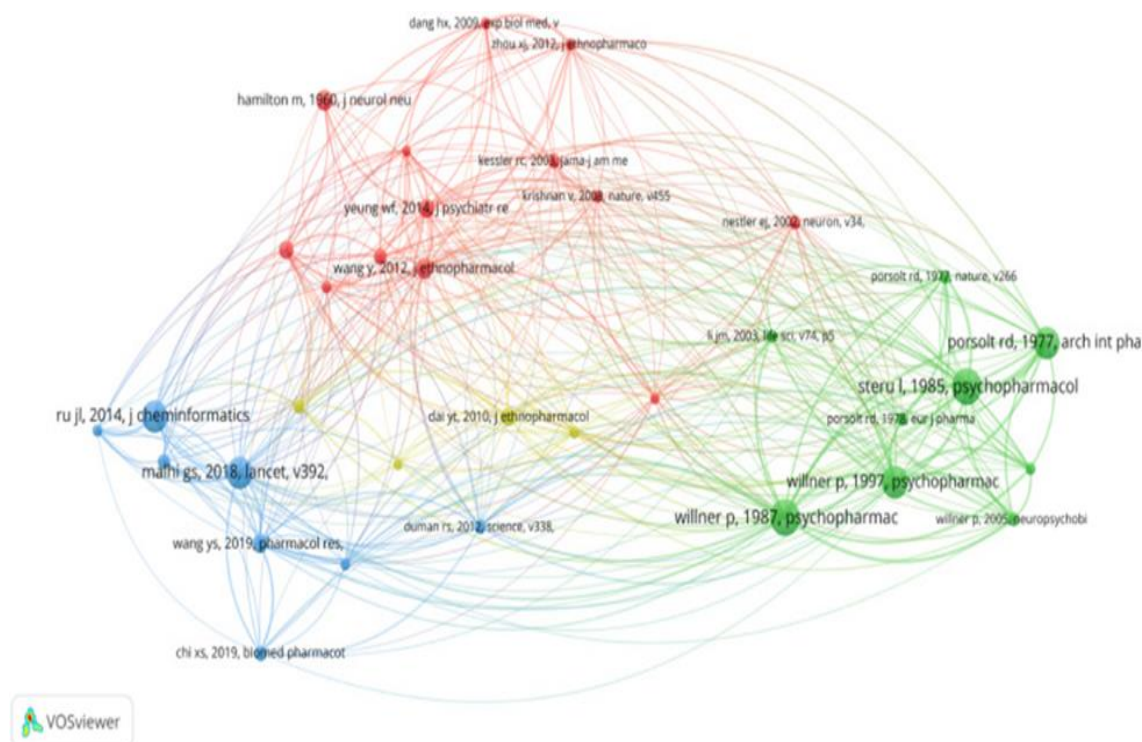 dang hx, 2009, exp biol med, v
zhou xj, 2012, j ethnopharmaco
hamilton m, 1960, j neurol neu
kessler rc, 2003, jama-j am me
krishnan v, 2008, nature, v455
yeung wf, 2014, j psychiatr re
nestler ej, 2002, neuron, v34,
wang y, 2012, j ethnopharmacol
porsolt rd, 1977, nature, v266
li jm, 2003, life sci, v74, p5
porsolt rd, 1977, arch int pha
steru l, 1985, psychopharmacol
ru jl, 2014, j cheminformatics
dai yt, 2010, j ethnopharmacol
porsolt rd, 1978, eur j pharma
malhi gs, 2018, lancet, v392,
willner p, 1997, psychopharmac
willner p, 1987, psychopharmac
willner p, 2005, neuropsychobi
duman rs, 2012, science, v338,
wang ys, 2019, pharmacol res,
chi xs, 2019, biomed pharmacot
VOSviewer